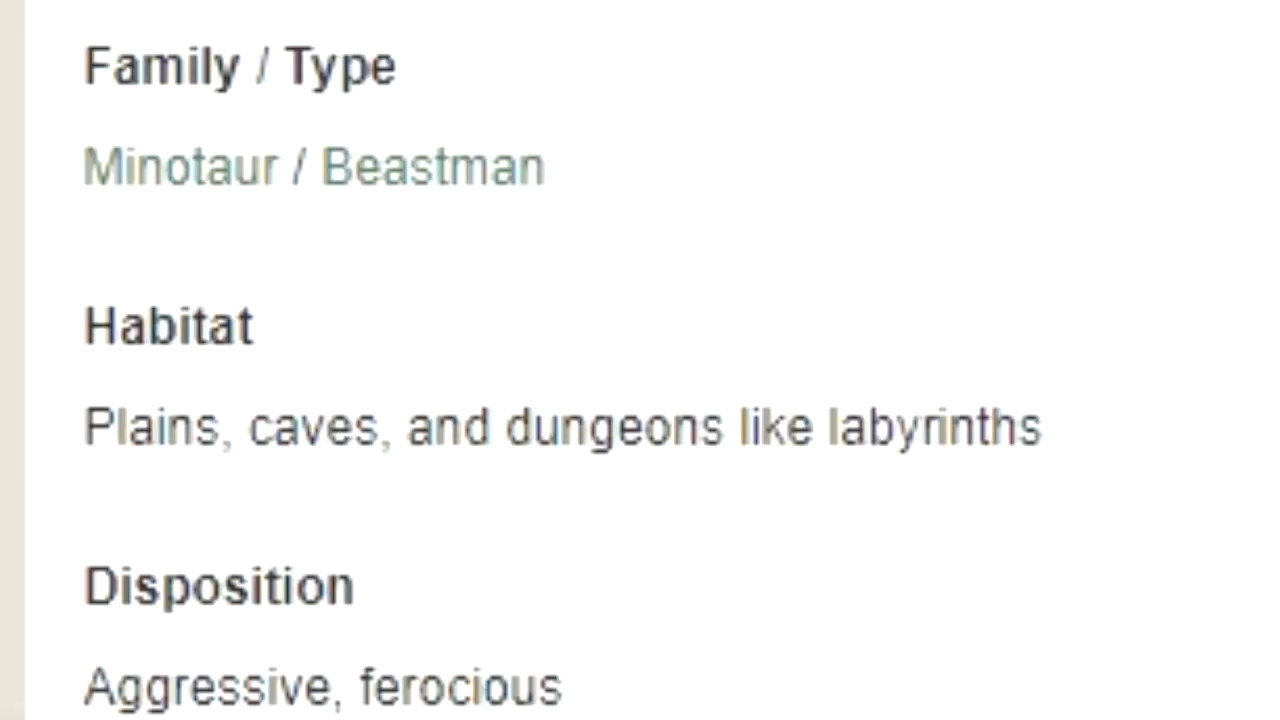 Family / Type
Minotaur / Beastman
Habitat
Plains, caves, and dungeons like labyrinths
Disposition
Aggressive, ferocious